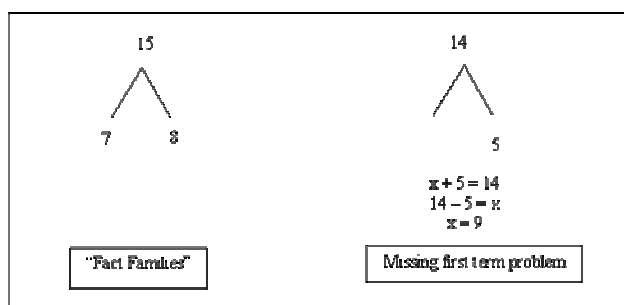 15
7 8
"Fact Families"
14
5
x + 5 = 14
14 – 5 = x
x = 9
Missing first term problem